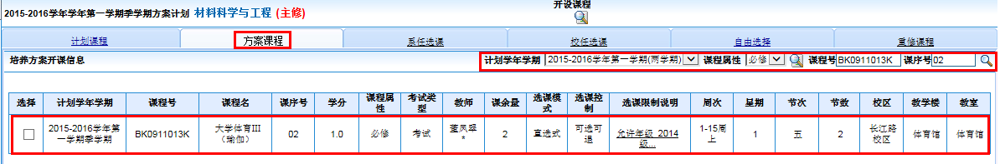 开设课程
2015-2016学年学年第一学期季学期方案计划 材料科学与工程 (主修)
计划课程 方案课程 系任选课 校任选课 自由选择 重修课程
培养方案开课信息 计划学年学期 2015-2016学年第一学期(两学期) 课程属性 必修 课程号 BK0911013K 课序号 02
选择 计划学年学期 课程号 课程名 课序号 学分 课程属性 考试类型 教师 课余量 选课模式 选课控制 选课限制说明 周次 星期 节次 节数 校区 教学楼 教室
2015-2016学年第一学期季学期 BK0911013K 大学体育III（瑜伽） 02 1.0 必修 考试 董凤翠* 2 直选式 可选可退 允许年级 2014级... 1-15周上 1 五 2 长江路校区 体育馆 体育馆